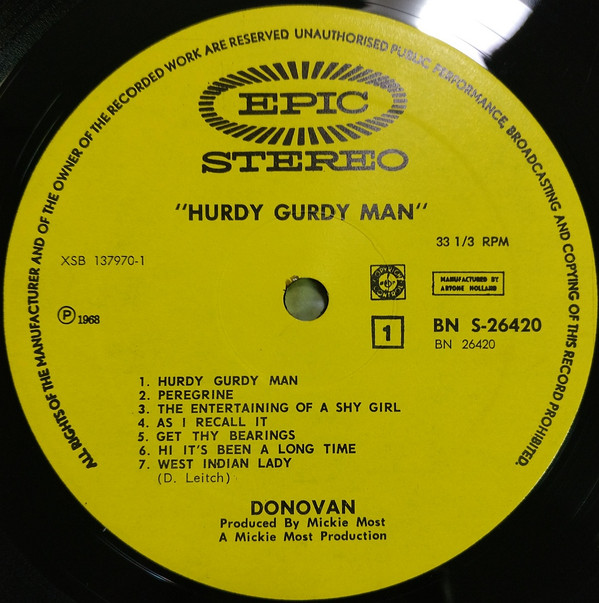 ALL RIGHTS OF THE MANUFACTURER AND OF THE OWNER OF THE RECORDED WORK ARE RESERVED UNAUTHORISED PUBLIC PERFORMANCE, BROADCASTING AND COPYING OF THIS RECORD PROHIBITED.
EPIC
STEREO
"HURDY GURDY MAN"
33 1/3 RPM
XSB 137970-1
MANUFACTURED BY
ARTONE HOLLAND
Ⓟ 1968
1
BN S-26420
BN 26420
1. HURDY GURDY MAN
2. PEREGRINE
3. THE ENTERTAINING OF A SHY GIRL
4. AS I RECALL IT
5. GET THY BEARINGS
6. HI IT'S BEEN A LONG TIME
7. WEST INDIAN LADY
(D. Leitch)
DONOVAN
Produced By Mickie Most
A Mickie Most Production